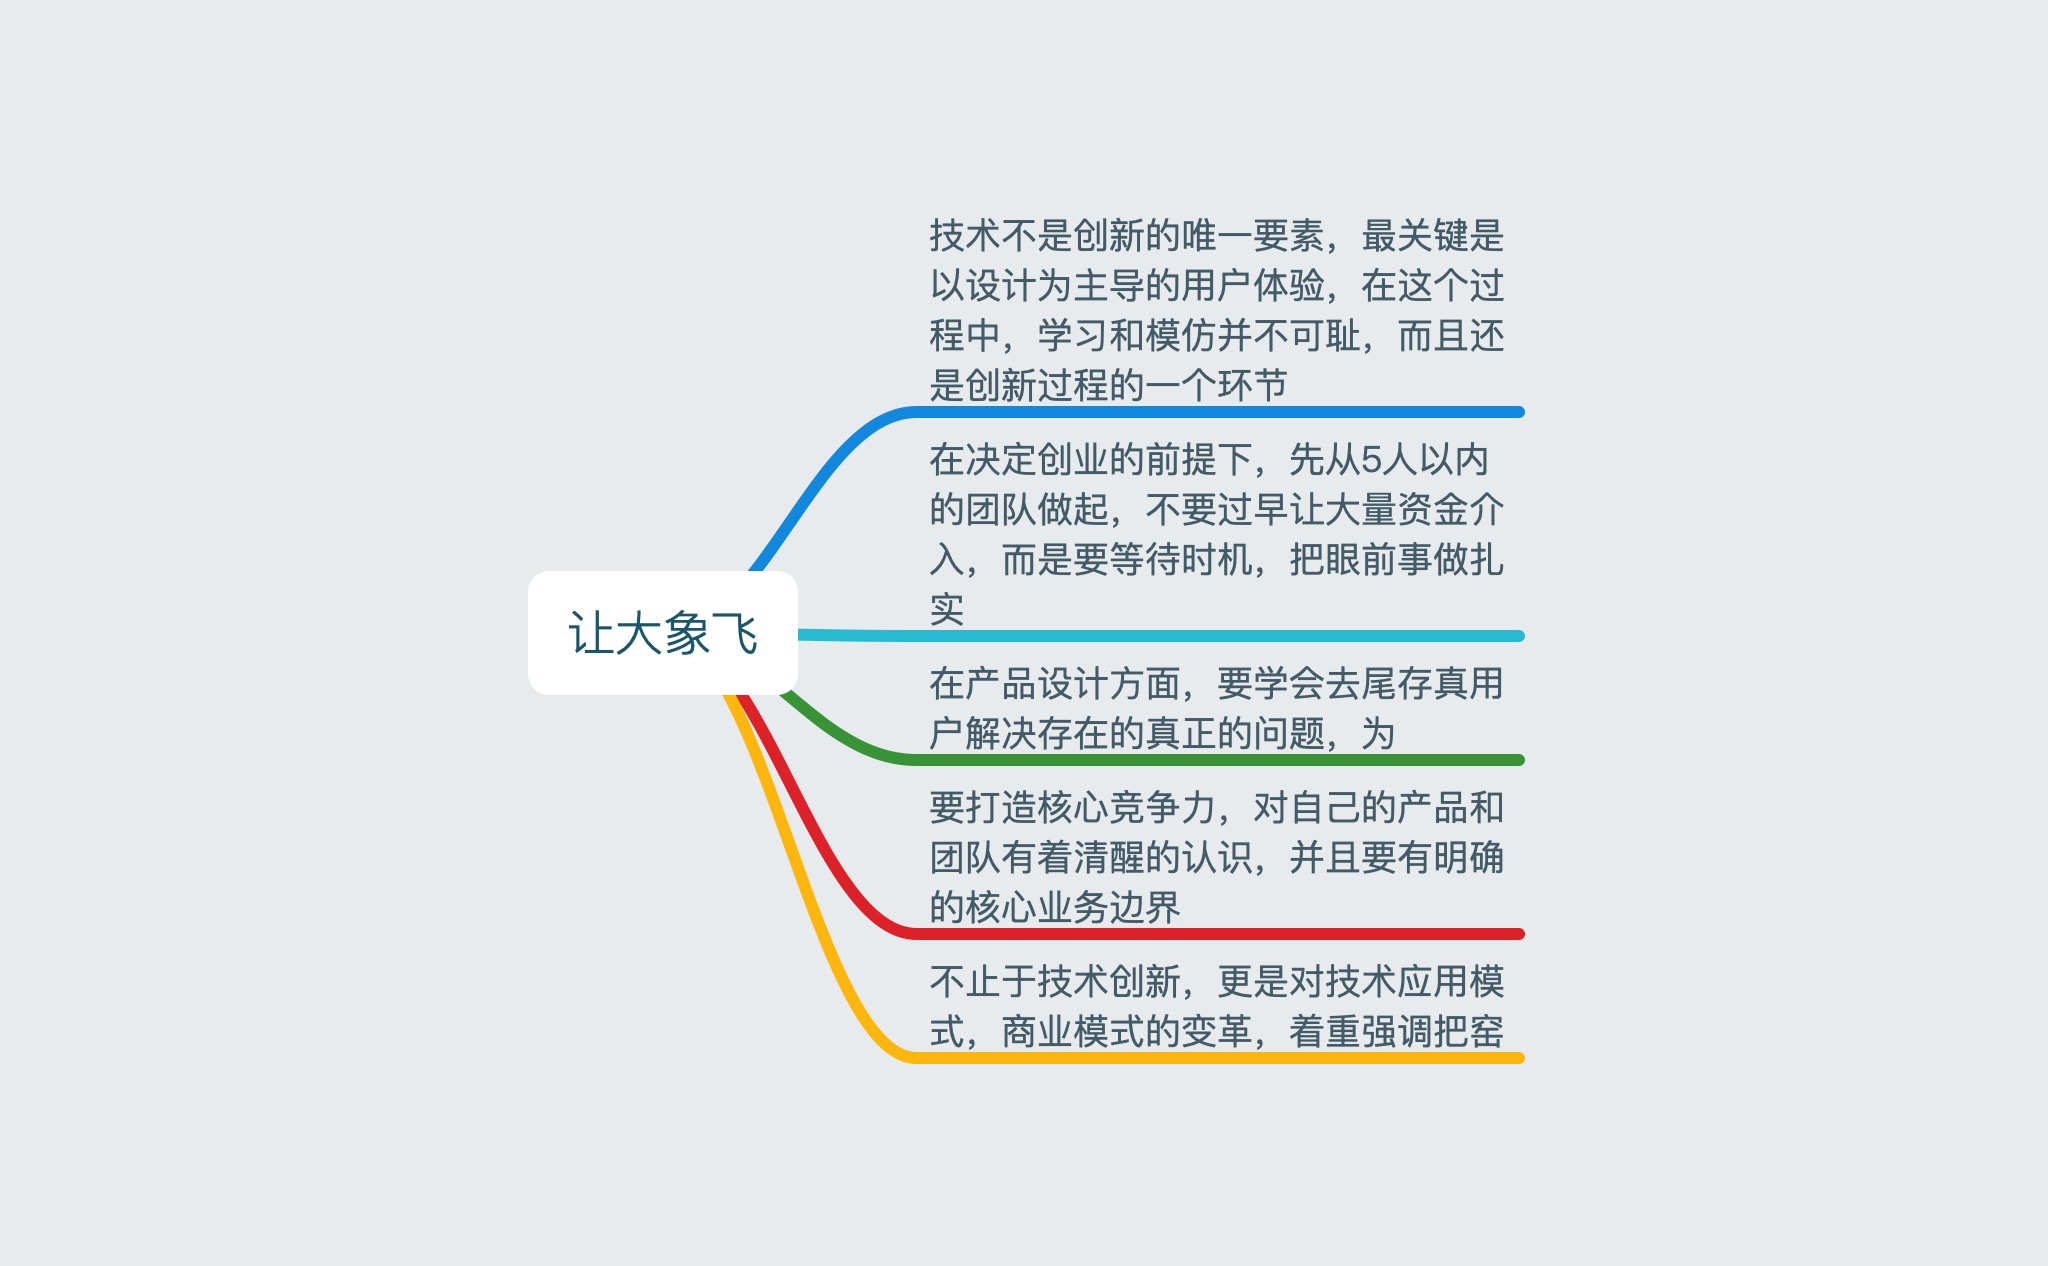 技术不是创新的唯一要素，最关键是
以设计为主导的用户体验，在这个过
程中，学习和模仿并不可耻，而且还
是创新过程的一个环节
在决定创业的前提下，先从5人以内
的团队做起，不要过早让大量资金介
入，而是要等待时机，把眼前事做扎
实
让大象飞
在产品设计方面，要学会去尾存真用
户解决存在的真正的问题，为
要打造核心竞争力，对自己的产品和
团队有着清醒的认识，并且要有明确
的核心业务边界
不止于技术创新，更是对技术应用模
式，商业模式的变革，着重强调把窑